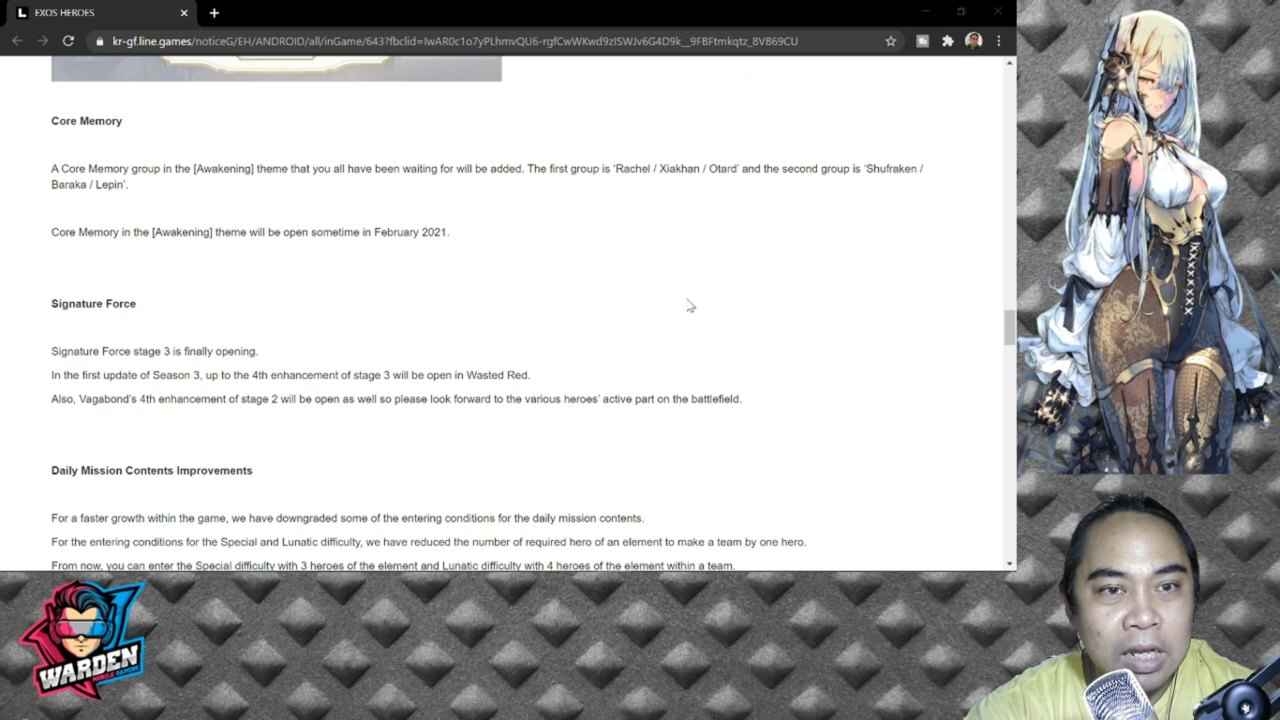 EXOS HEROES
kr-gf.line.games/noticeG/EH/ANDROID/all/inGame/643?fbclid=IwAR0c1o7yPLhmvQU6-rgfCwWKwd9zISWJv6G4D9k__9FBFtmkqtz_8VB69CU
Core Memory
A Core Memory group in the [Awakening] theme that you all have been waiting for will be added. The first group is ‘Rachel / Xiakhan / Otard’ and the second group is ‘Shufraken /
Baraka / Lepin’.
Core Memory in the [Awakening] theme will be open sometime in February 2021.
Signature Force
Signature Force stage 3 is finally opening.
In the first update of Season 3, up to the 4th enhancement of stage 3 will be open in Wasted Red.
Also, Vagabond’s 4th enhancement of stage 2 will be open as well so please look forward to the various heroes’ active part on the battlefield.
Daily Mission Contents Improvements
For a faster growth within the game, we have downgraded some of the entering conditions for the daily mission contents.
For the entering conditions for the Special and Lunatic difficulty, we have reduced the number of required hero of an element to make a team by one hero.
From now, you can enter the Special difficulty with 3 heroes of the element and Lunatic difficulty with 4 heroes of the element within a team.
WARDEN
MOBILE GAMING